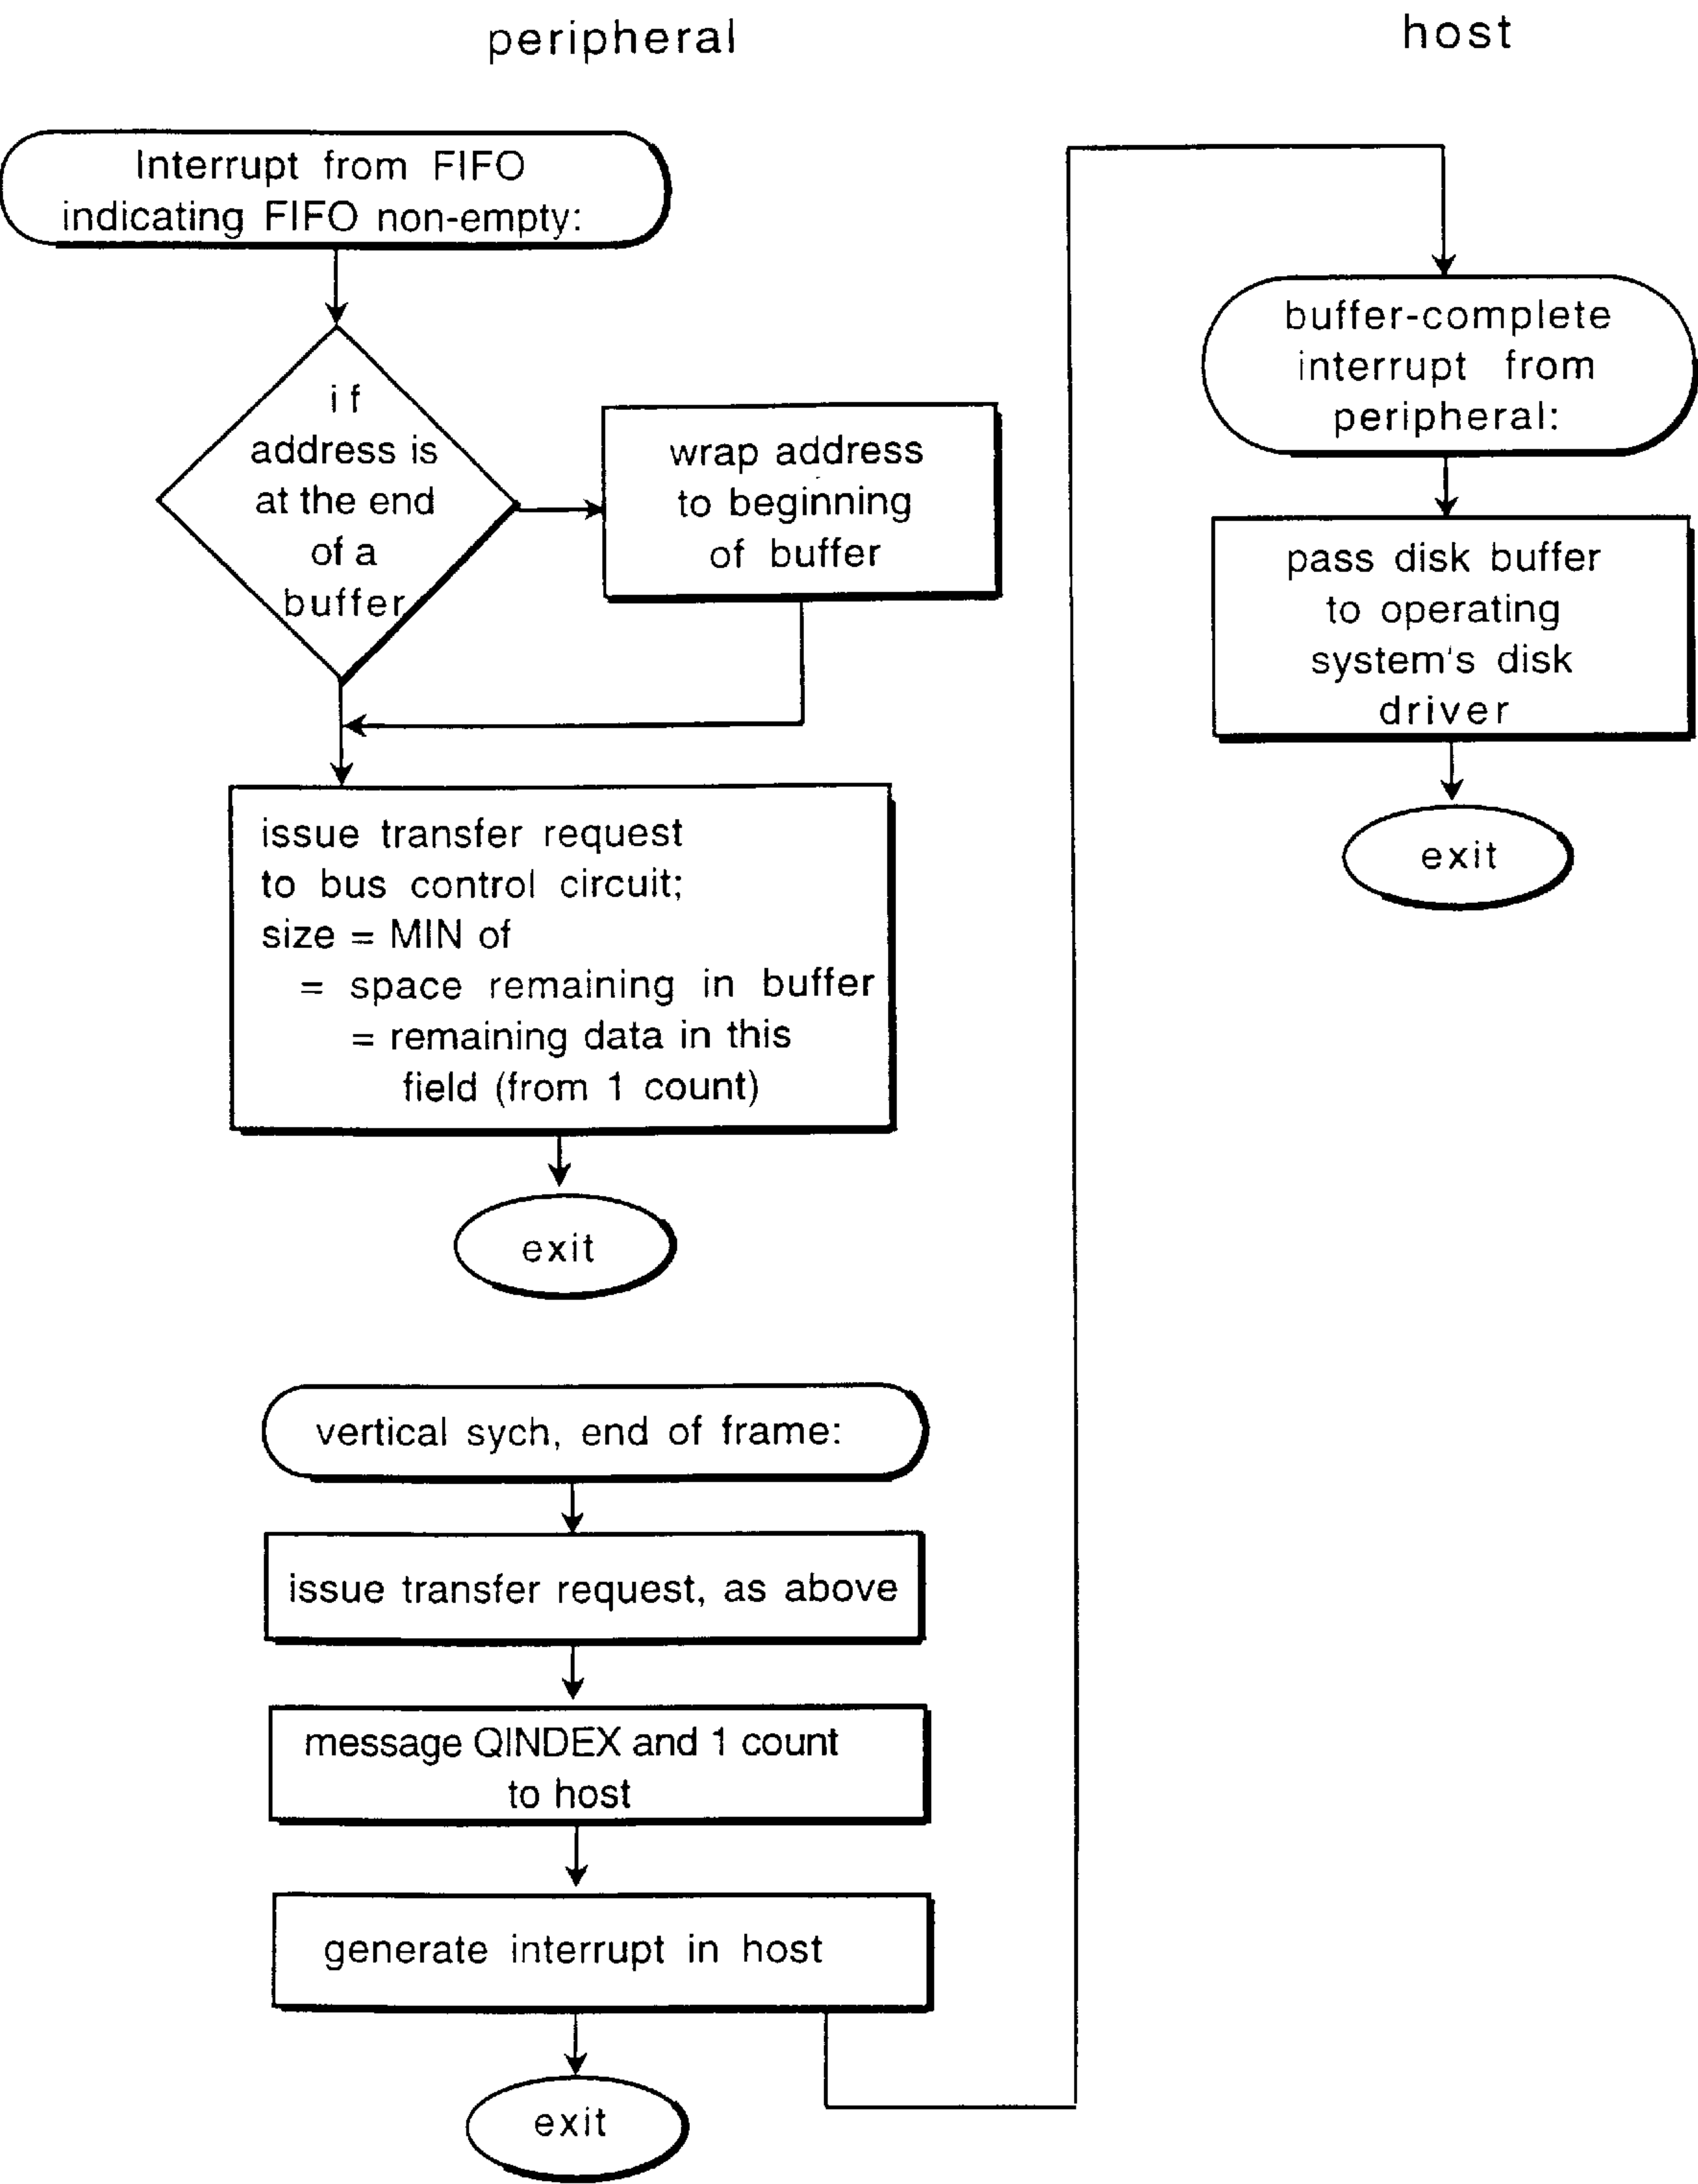 peripheral
host
Interrupt from FIFO
indicating FIFO non-empty:
if
address is
at the end
of a
buffer
wrap address
to beginning
of buffer
issue transfer request
to bus control circuit;
size = MIN of
= space remaining in buffer
= remaining data in this
field (from 1 count)
exit
vertical sych, end of frame:
issue transfer request, as above
message QINDEX and 1 count
to host
generate interrupt in host
exit
buffer-complete
interrupt from
peripheral:
pass disk buffer
to operating
system's disk
driver
exit